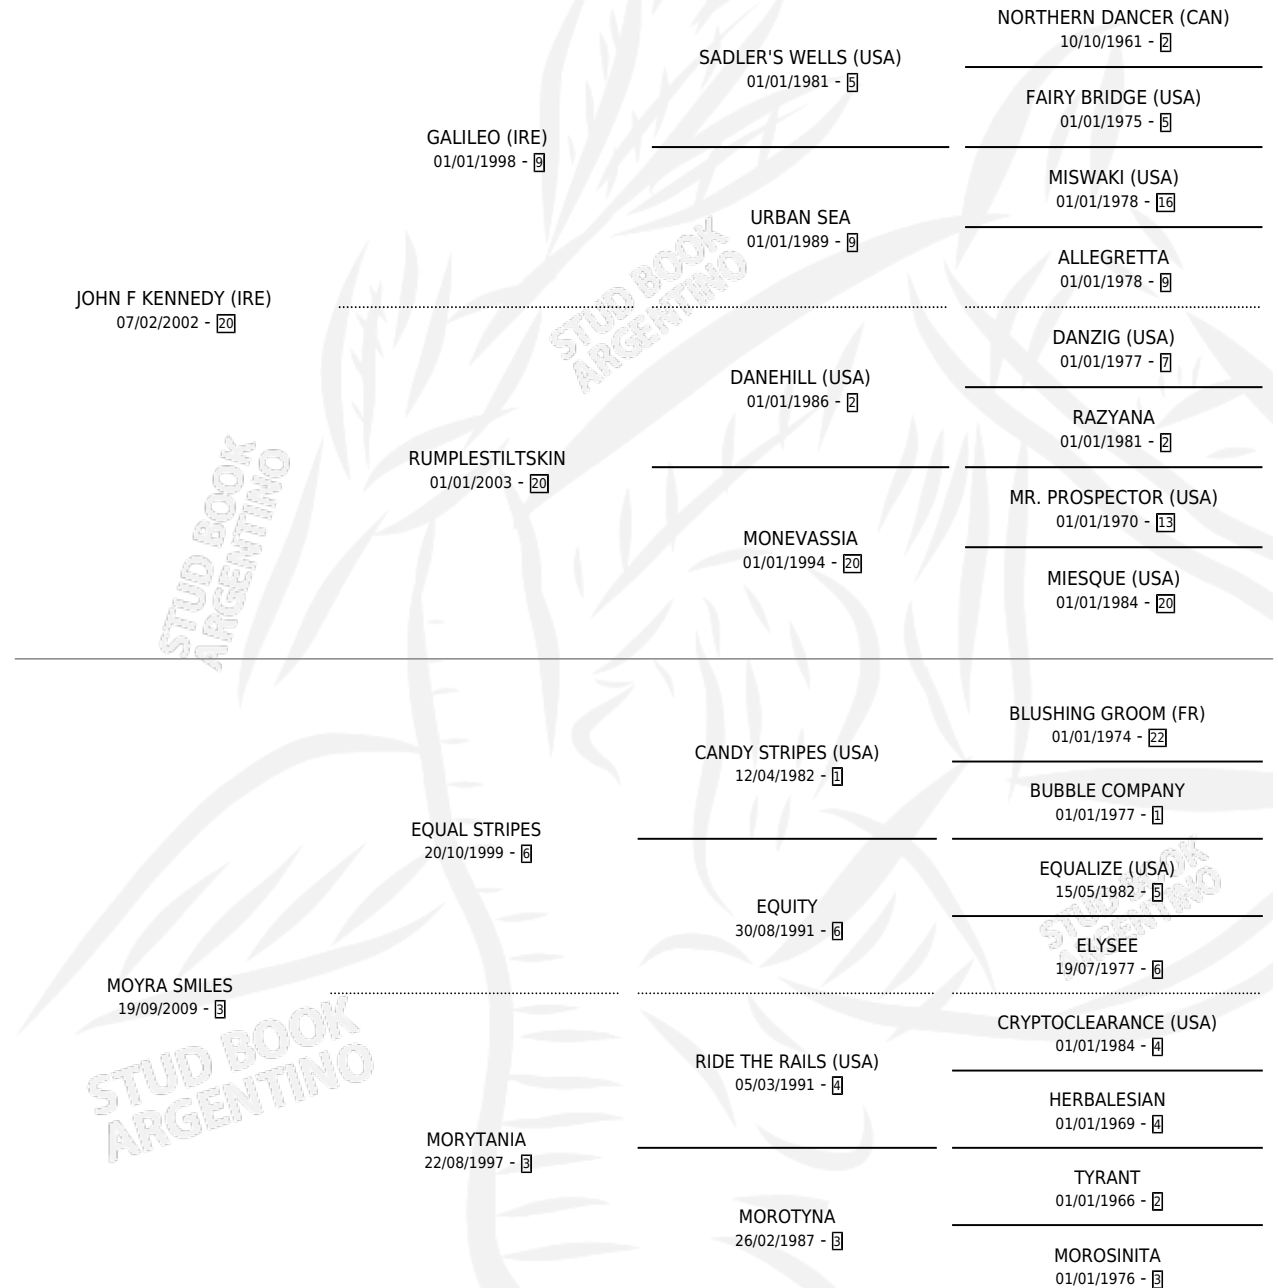 NORTHERN DANCER (CAN)
10/10/1961 - 2
SADLER'S WELLS (USA)
01/01/1981 - 5
FAIRY BRIDGE (USA)
01/01/1975 - 5
GALILEO (IRE)
01/01/1998 - 9
MISWAKI (USA)
01/01/1978 - 16
URBAN SEA
01/01/1989 - 9
ALLEGRETTA
01/01/1978 - 9
JOHN F KENNEDY (IRE)
07/02/2002 - 20
DANZIG (USA)
01/01/1977 - 7
DANEHILL (USA)
01/01/1986 - 2
RAZYANA
01/01/1981 - 2
RUMPLESTILTSKIN
01/01/2003 - 20
MR. PROSPECTOR (USA)
01/01/1970 - 13
MONEVASSIA
01/01/1994 - 20
MIESQUE (USA)
01/01/1984 - 20
BLUSHING GROOM (FR)
01/01/1974 - 22
CANDY STRIPES (USA)
12/04/1982 - 1
BUBBLE COMPANY
01/01/1977 - 1
EQUAL STRIPES
20/10/1999 - 6
EQUALIZE (USA)
15/05/1982 - 5
EQUITY
30/08/1991 - 6
ELYSEE
19/07/1977 - 6
MOYRA SMILES
19/09/2009 - 3
CRYPTOCLEARANCE (USA)
01/01/1984 - 4
RIDE THE RAILS (USA)
05/03/1991 - 4
HERBALESIAN
01/01/1969 - 4
MORYTANIA
22/08/1997 - 3
TYRANT
01/01/1966 - 2
MOROTYNA
26/02/1987 - 3
MOROSINITA
01/01/1976 - 3
STUD BOOK
ARGENTINO
STUD BOOK
ARGENTINO
STUD BOOK
ARGENTINO
STUD BOOK
ARGENTINO